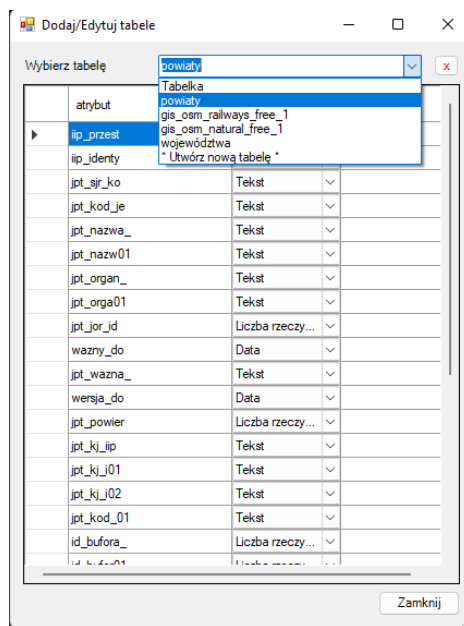 Dodaj/Edytuj tabele
Wybierz tabelę powiaty x
Tabelka
powiaty
gis_osm_railways_free_1
gis_osm_natural_free_1
województwa
* Utwórz nową tabelę *
atrybut
iip_przest
iip_identy
jpt_sjr_ko Tekst
jpt_kod_je Tekst
jpt_nazwa_ Tekst
jpt_nazw01 Tekst
jpt_organ_ Tekst
jpt_orga01 Tekst
jpt_jor_id Liczba rzeczy...
wazny_do Data
jpt_wazna_ Tekst
wersja_do Data
jpt_powier Liczba rzeczy...
jpt_kj_iip Tekst
jpt_kj_i01 Tekst
jpt_kj_i02 Tekst
jpt_kod_01 Tekst
id_bufora_ Liczba rzeczy...
Zamknij